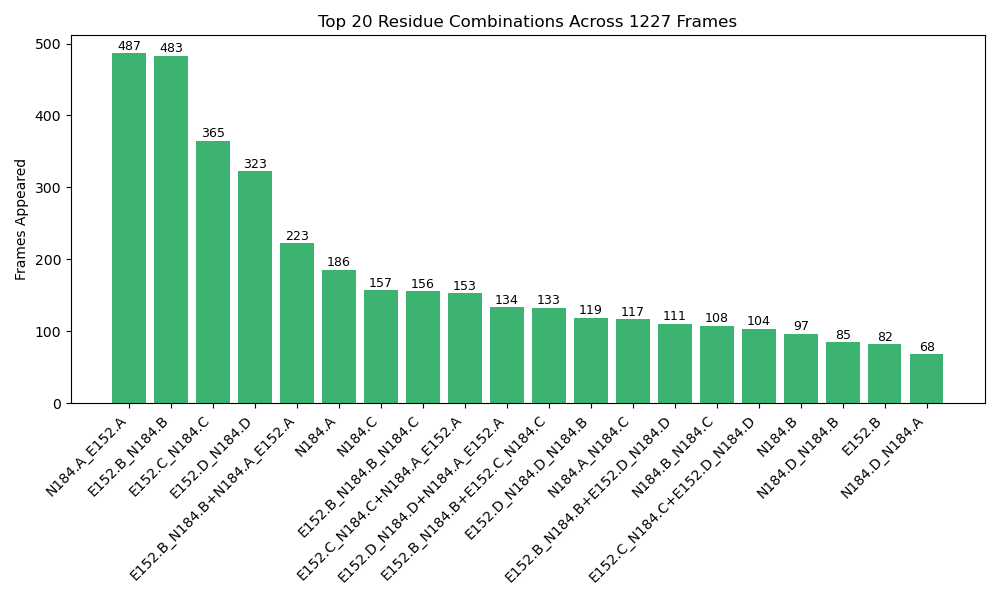 Top 20 Residue Combinations Across 1227 Frames
Frames Appeared
500
400
300
200
100
0
487
483
365
323
223
186
157
156
153
134
133
119
117
111
108
104
97
85
82
68
N184.A_E152.A
E152.B_N184.B
E152.C_N184.C
E152.D_N184.D
E152.B_N184.B+N184.A_E152.A
N184.A
N184.C
E152.B_N184.B_N184.C
E152.C_N184.C+N184.A_E152.A
E152.D_N184.D+N184.A_E152.A
E152.B_N184.B+E152.C_N184.C
E152.D_N184.D_N184.B
N184.A_N184.C
E152.B_N184.B+E152.D_N184.D
N184.B_N184.C
E152.C_N184.C+E152.D_N184.D
N184.B
N184.D_N184.B
E152.B
N184.D_N184.A